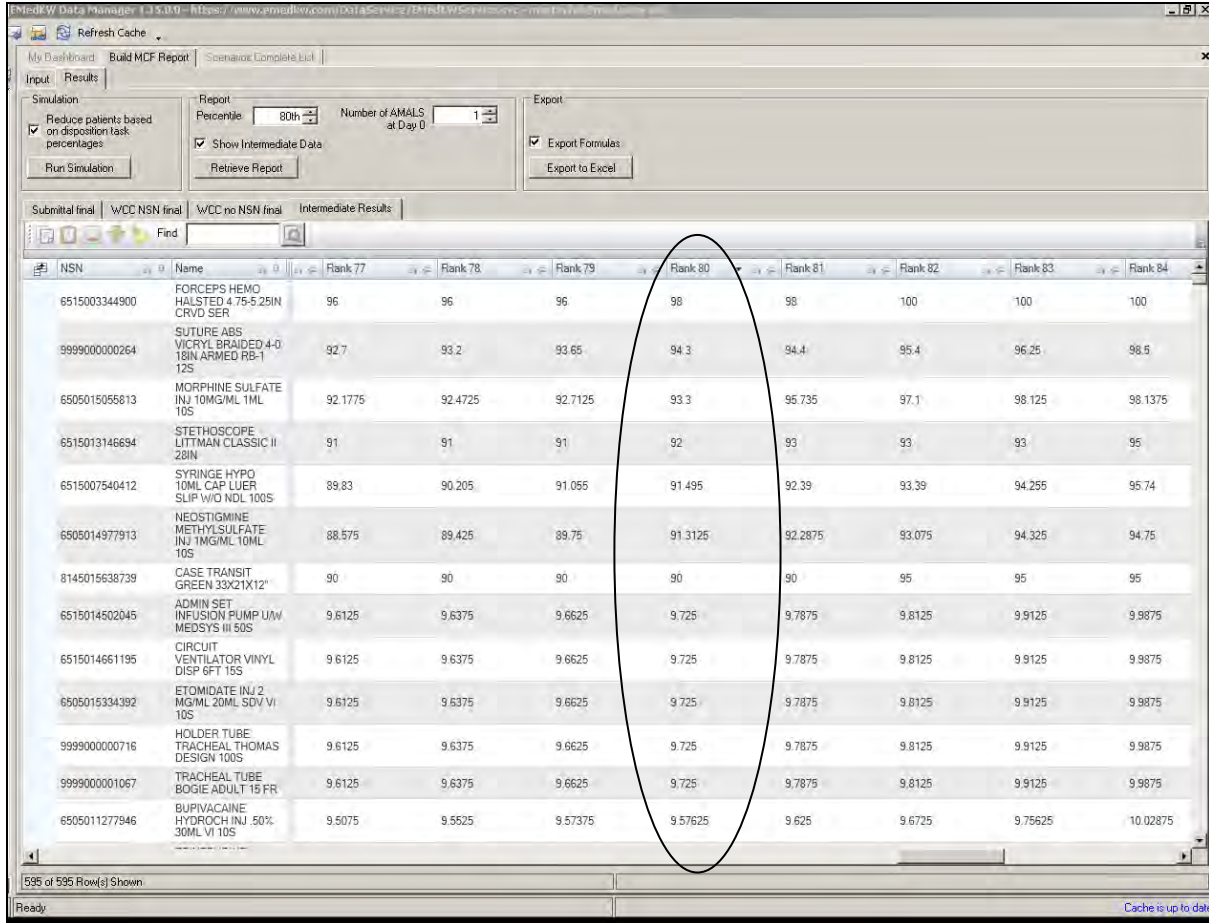 EMedKW Data Manager 1.15.0.0 - https://www.emedkw.com/DataService/EMedKWService.svc
Refresh Cache
My Dashboard Build MCF Report Scenarios Complete List
Input Results
Simulation
Reduce patients based on disposition task percentages
Run Simulation
Report
Percentile 80th Number of AMALS at Day 0 1
Show Intermediate Data
Retrieve Report
Export
Export Formulas
Export to Excel
Submittal final WCC NSN final WCC no NSN final Intermediate Results
Find
NSN Name Rank 77 Rank 78 Rank 79 Rank 80 Rank 81 Rank 82 Rank 83 Rank 84
6515003344900 FORCEPS HEMO HALSTED 4.75-5.25IN CRVD SER 96 96 96 98 98 100 100 100
9999000000264 SUTURE ABS VICRYL BRAIDED 4-0 18IN ARMED RB-1 12S 92.7 93.2 93.65 94.3 94.4 95.4 96.25 98.5
6505015055813 MORPHINE SULFATE INJ 10MG/ML 1ML 10S 92.1775 92.4725 92.7125 93.3 95.735 97.1 98.125 98.1375
6515013146694 STETHOSCOPE LITTMAN CLASSIC II 28IN 91 91 91 92 93 93 93 95
6515007540412 SYRINGE HYPO 10ML CAP LUER SLIP W/O NDL 100S 89.83 90.205 91.055 91.495 92.39 93.39 94.255 95.74
6505014977913 NEOSTIGMINE METHYLSULFATE INJ 1MG/ML 10ML 10S 88.575 89.425 89.75 91.3125 92.2875 93.075 94.325 94.75
8145015638739 CASE TRANSIT GREEN 33X21X12" 90 90 90 90 90 95 95 95
6515014502045 ADMIN SET INFUSION PUMP U/W MEDSYS III 50S 9.6125 9.6375 9.6625 9.725 9.7875 9.8125 9.9125 9.9875
6515014661195 CIRCUIT VENTILATOR VINYL DISP 6FT 15S 9.6125 9.6375 9.6625 9.725 9.7875 9.8125 9.9125 9.9875
6505015334392 ETOMIDATE INJ 2 MG/ML 20ML SDV VI 10S 9.6125 9.6375 9.6625 9.725 9.7875 9.8125 9.9125 9.9875
9999000000716 HOLDER TUBE TRACHEAL THOMAS DESIGN 100S 9.6125 9.6375 9.6625 9.725 9.7875 9.8125 9.9125 9.9875
9999000001067 TRACHEAL TUBE BOGIE ADULT 15 FR 9.6125 9.6375 9.6625 9.725 9.7875 9.8125 9.9125 9.9875
6505011277946 BUPIVACAINE HYDROCH INJ .50% 30ML VI 10S 9.5075 9.5525 9.57375 9.57625 9.625 9.6725 9.75625 10.02875
595 of 595 Row(s) Shown
Ready Cache is up to date